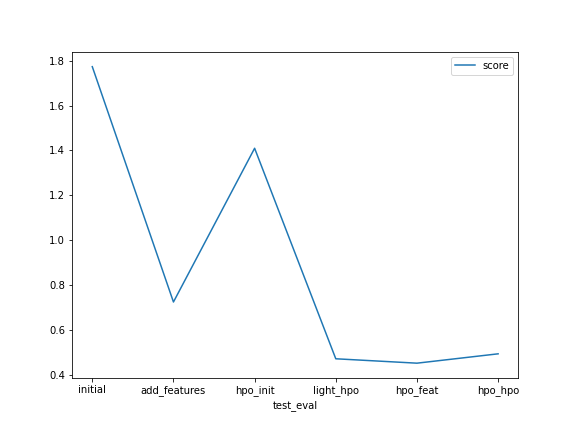 score
1.8
1.6
1.4
1.2
1.0
0.8
0.6
0.4
initial add_features hpo_init light_hpo hpo_feat hpo_hpo
test_eval